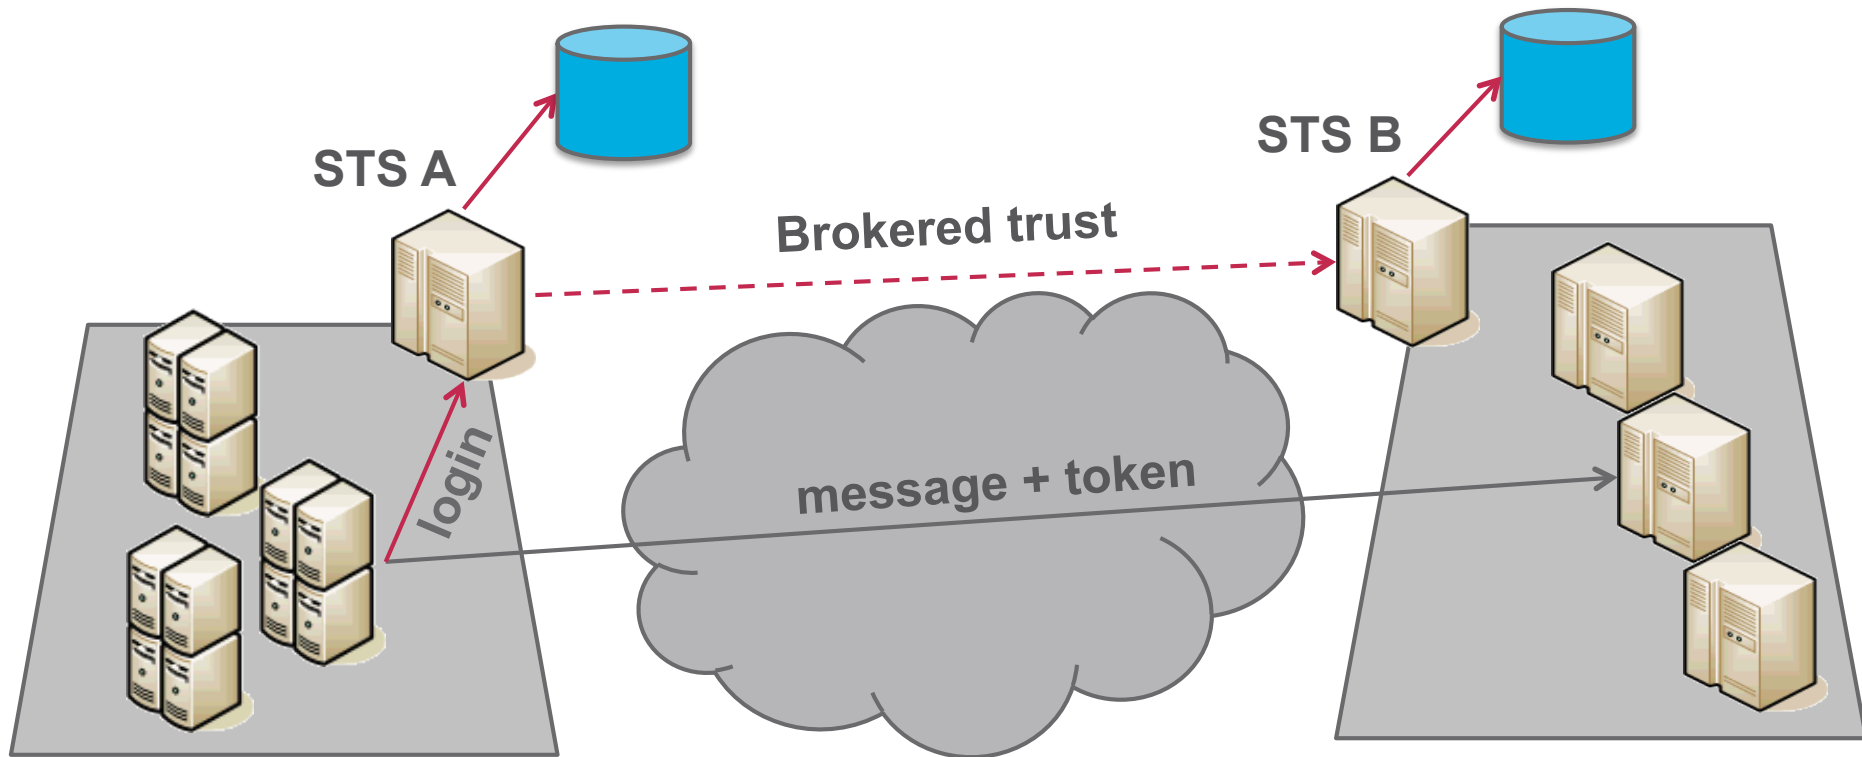 STS A
STS B
Brokered trust
login
message + token